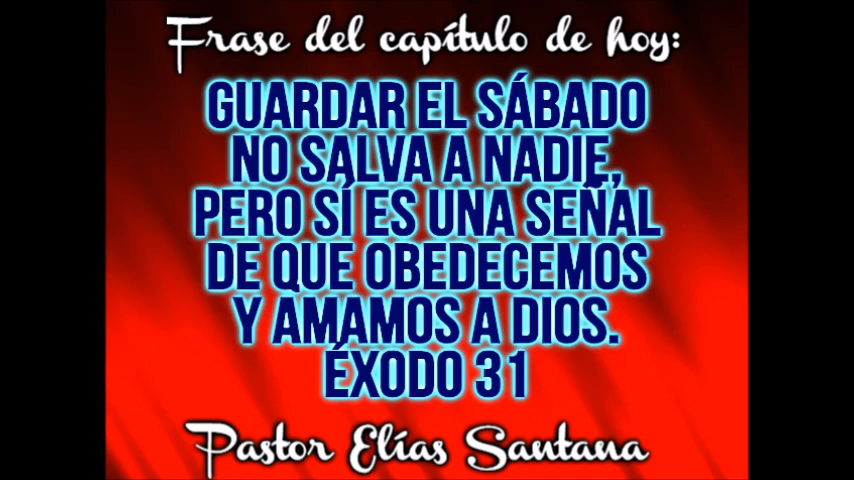 Frase del capítulo de hoy:
GUARDAR EL SÁBADO
NO SALVA A NADIE,
PERO SÍ ES UNA SEÑAL
DE QUE OBEDECEMOS
Y AMAMOS A DIOS.
ÉXODO 31
Pastor Elías Santana